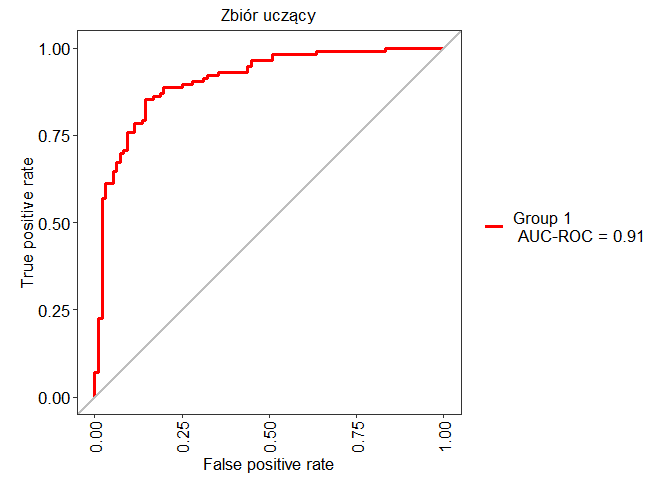 Zbiór uczący
True positive rate
1.00
0.75
0.50
0.25
0.00
0.00
0.25
0.50
0.75
1.00
False positive rate
Group 1
AUC-ROC = 0.91